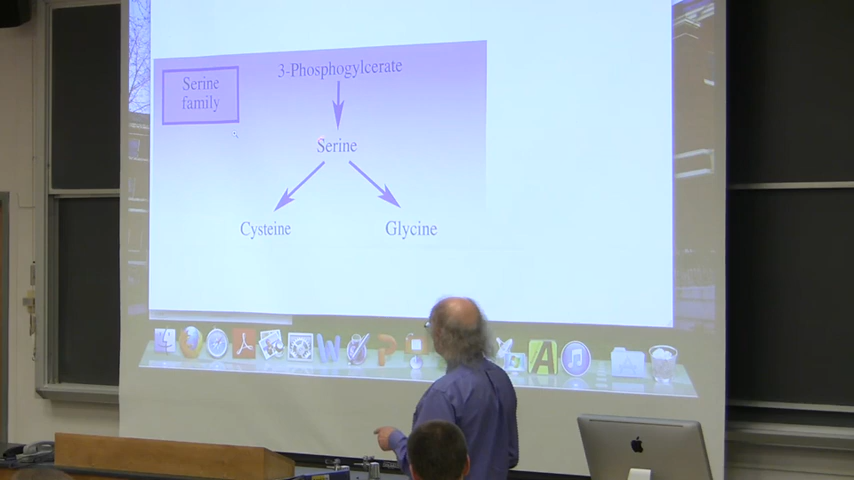 Serine
family
3-Phosphogylcerate
Serine
Cysteine
Glycine